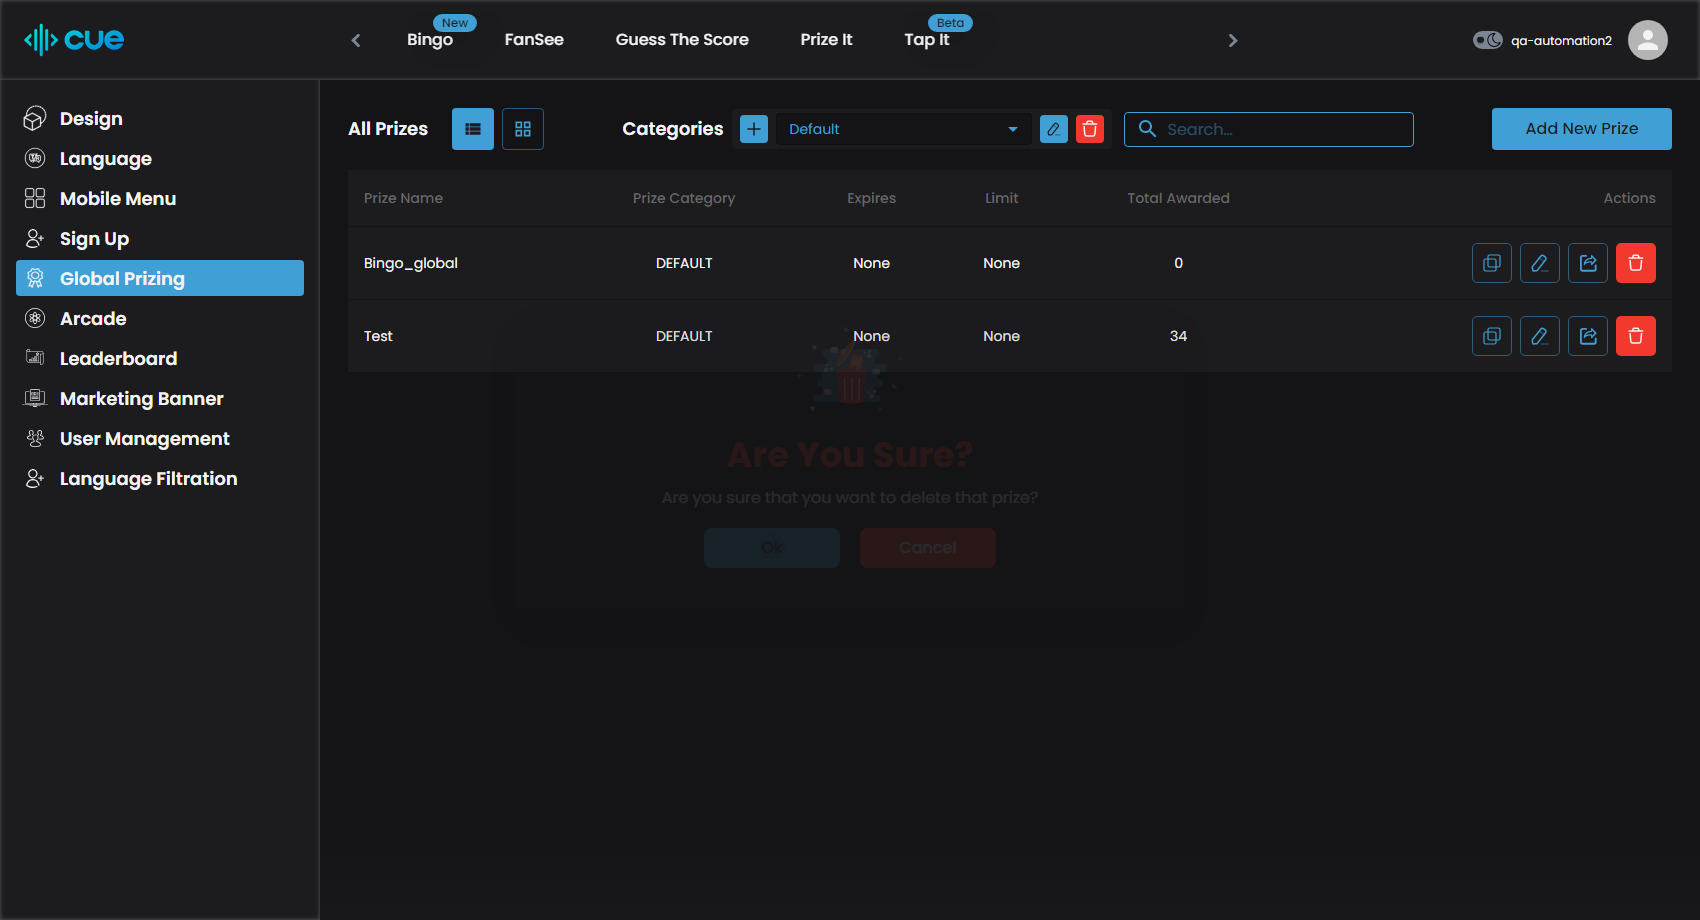 cue
Bingo New FanSee Guess The Score Prize It Tap It Beta
qa-automation2
Design
Language
Mobile Menu
Sign Up
Global Prizing
Arcade
Leaderboard
Marketing Banner
User Management
Language Filtration
All Prizes Categories Default Search... Add New Prize
Prize Name Prize Category Expires Limit Total Awarded Actions
Bingo_global DEFAULT None None 0
Test DEFAULT None None 34
Are You Sure?
Are you sure that you want to delete that prize?
Ok Cancel